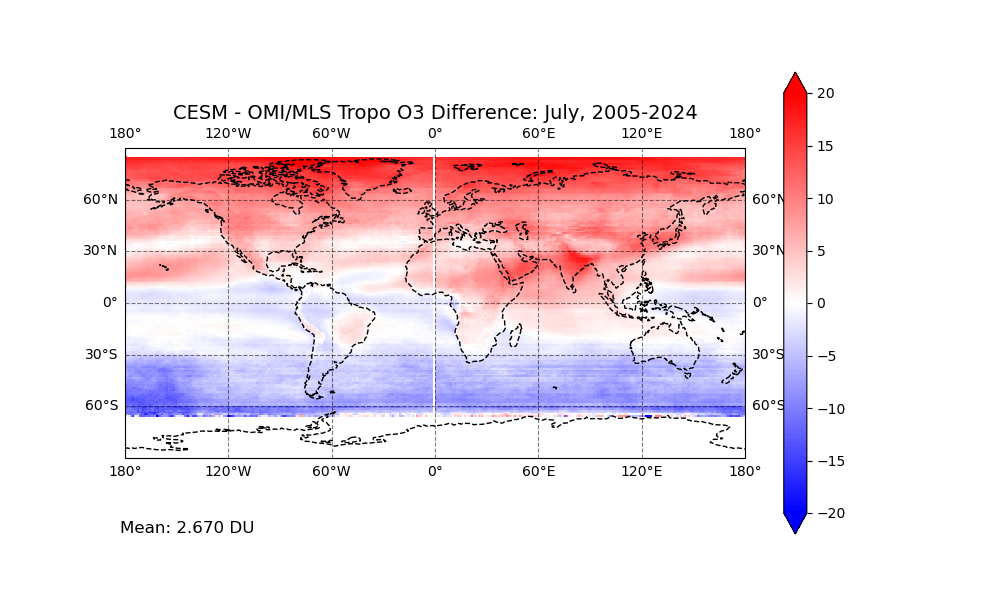 CESM - OMI/MLS Tropo O3 Difference: July, 2005-2024
180° 120°W 60°W 0° 60°E 120°E 180°
60°N 60°N
30°N 30°N
0° 0°
30°S 30°S
60°S 60°S
180° 120°W 60°W 0° 60°E 120°E 180°
20
15
10
5
0
−5
−10
−15
−20
Mean: 2.670 DU